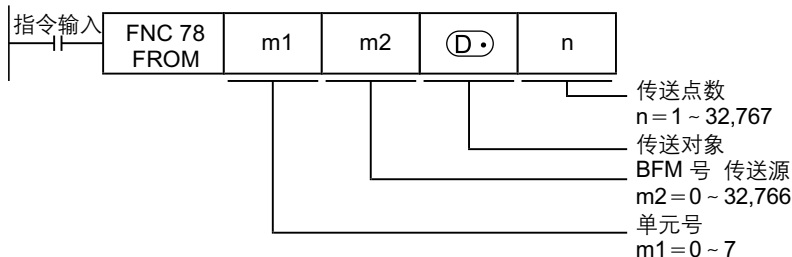 指令输入
FNC 78
FROM
m1
m2
D·
n
传送点数
n＝1 ~ 32,767
传送对象
BFM 号 传送源
m2＝0 ~ 32,766
单元号
m1＝0 ~ 7